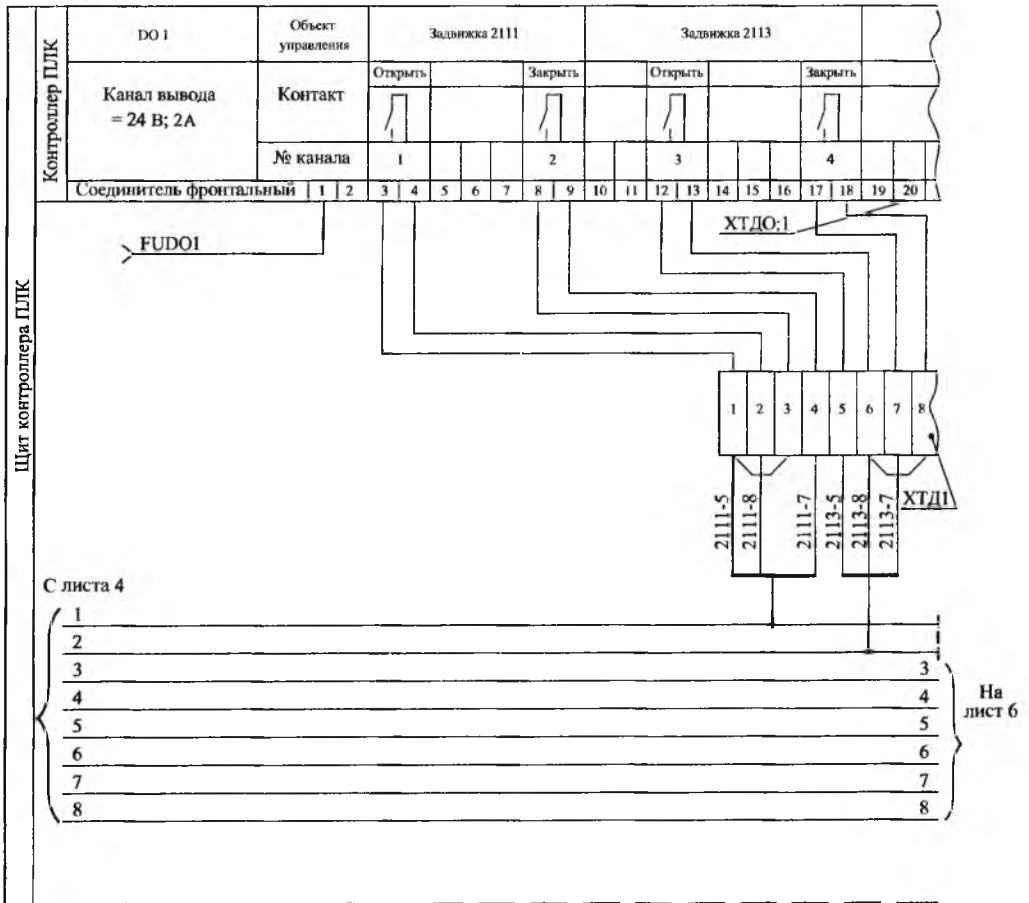 Щит контроллера ПЛК
Контроллер ПЛК
DO 1
Объект
управления
Задвижка 2111
Задвижка 2113
Канал вывода
= 24 В; 2А
Контакт
Открыть
Закрыть
Открыть
Закрыть
№ канала
1
2
3
4
Соединитель фронтальный
1 2 3 4 5 6 7 8 9 10 11 12 13 14 15 16 17 18 19 20
ХТДО:1
FUDO1
1 2 3 4 5 6 7 8
2111-5
2111-8
2111-7
2113-5
2113-8
2113-7
ХТД1
С листа 4
1
2
3 3
4 4
5 5
6 6
7 7
8 8
На
лист 6